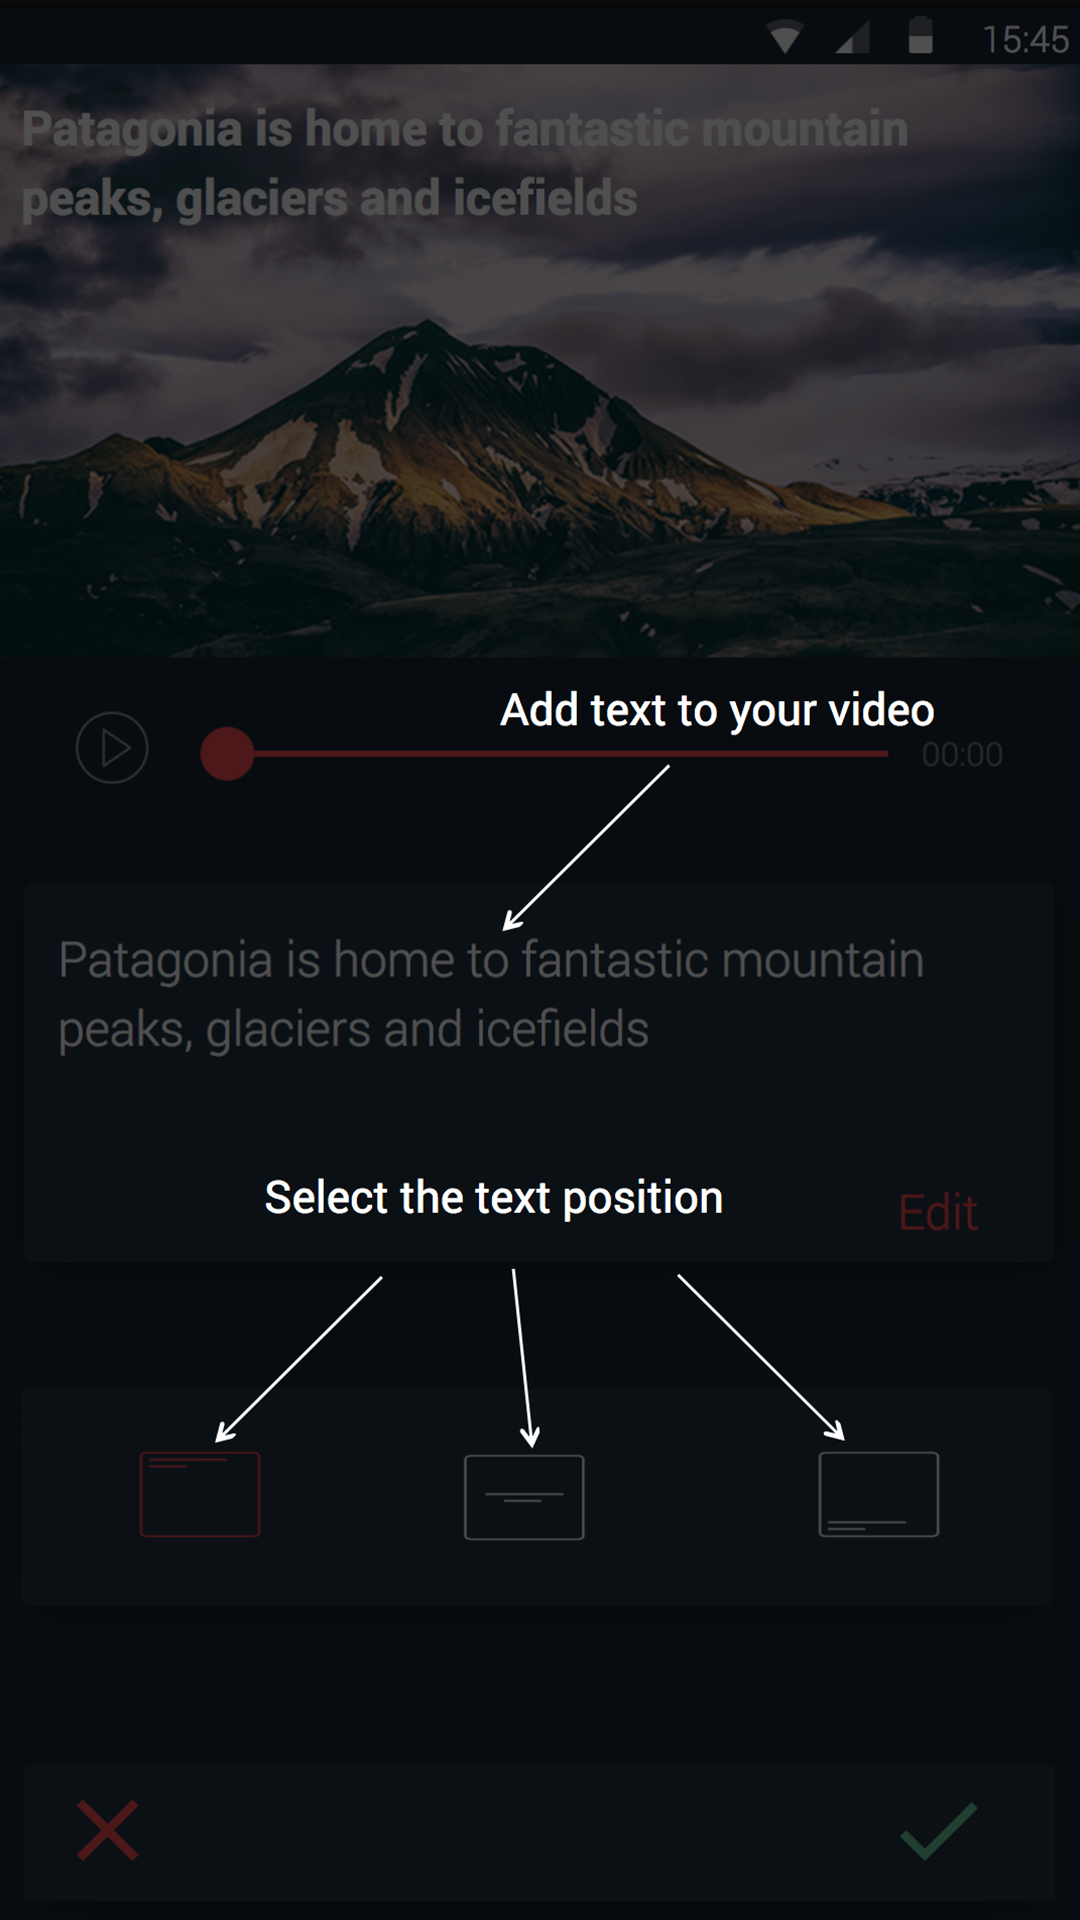 15:45
Patagonia is home to fantastic mountain
peaks, glaciers and icefields
Add text to your video
00:00
Patagonia is home to fantastic mountain
peaks, glaciers and icefields
Select the text position
Edit